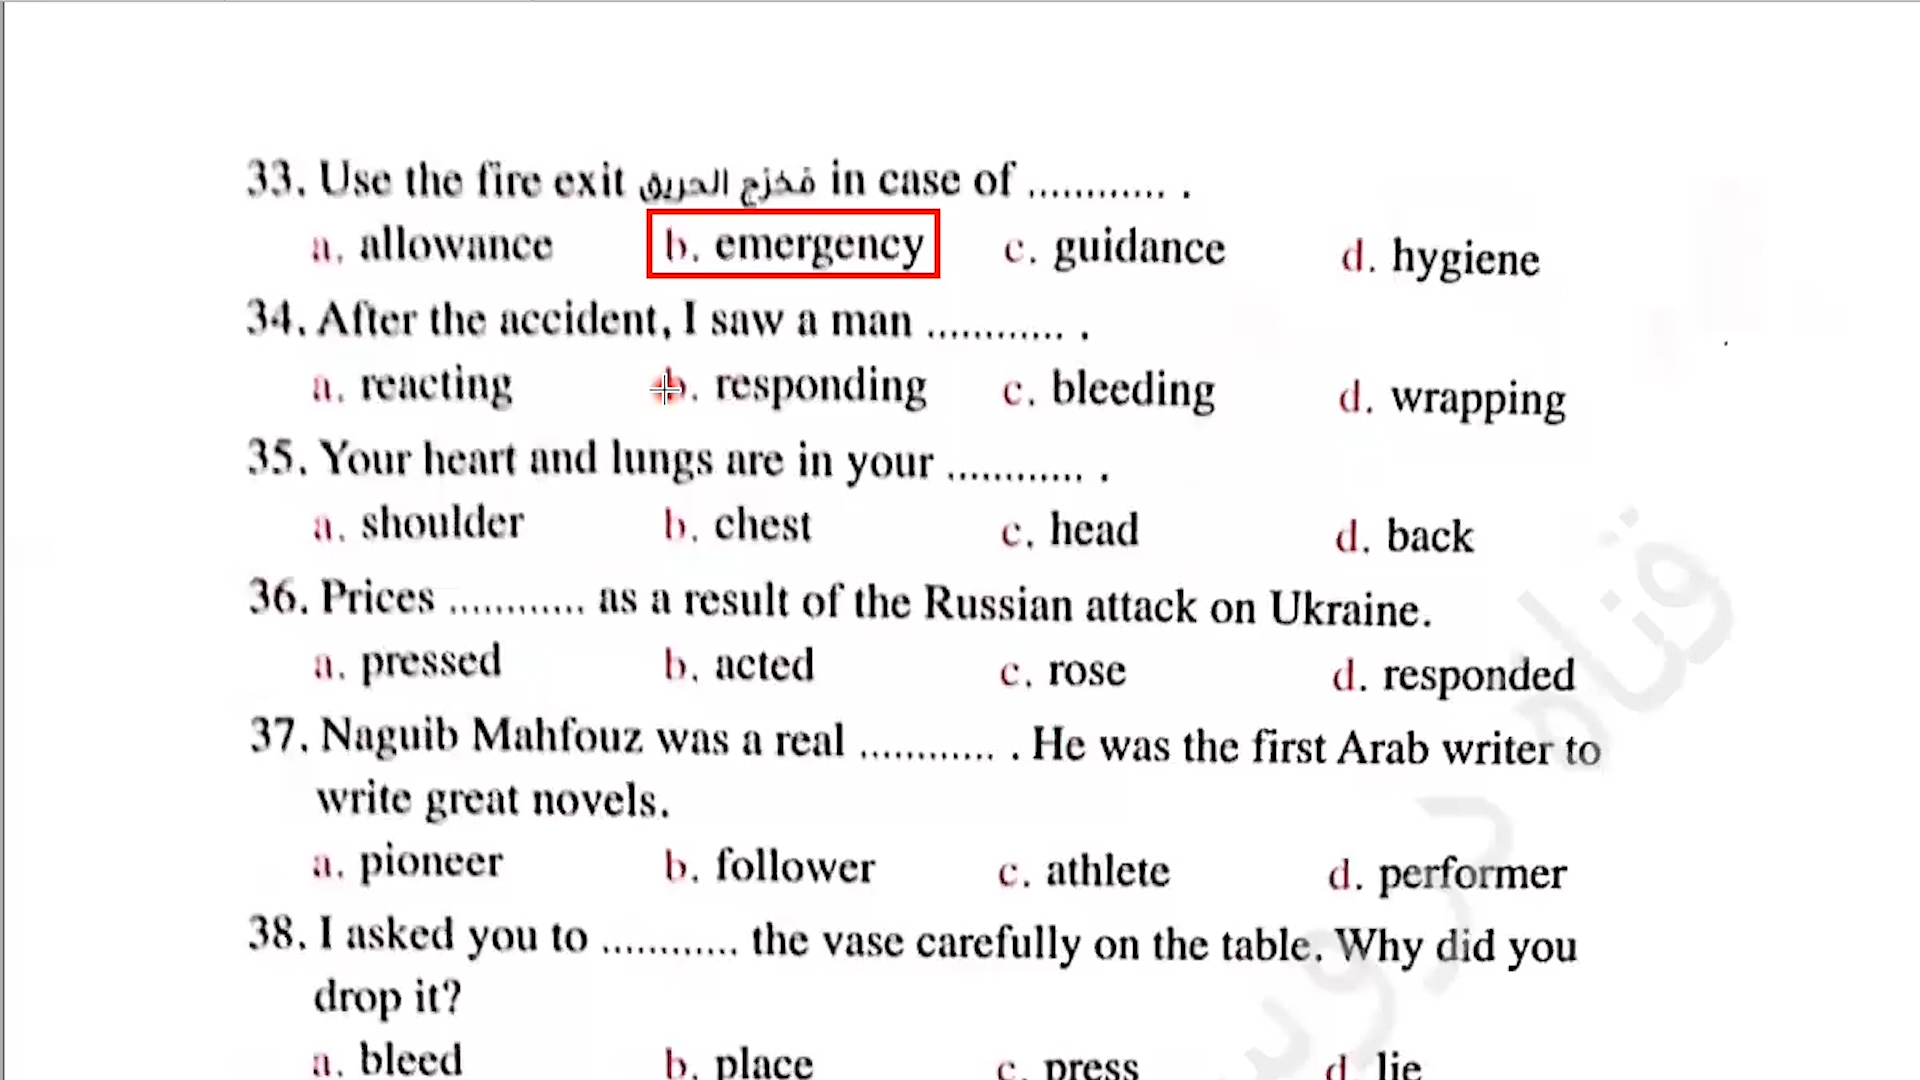 33. Use the fire exit مَخرَج الحريق in case of ............ .
a. allowance b. emergency c. guidance d. hygiene
34. After the accident, I saw a man ............ .
a. reacting b. responding c. bleeding d. wrapping
35. Your heart and lungs are in your ............ .
a. shoulder b. chest c. head d. back
36. Prices ............ as a result of the Russian attack on Ukraine.
a. pressed b. acted c. rose d. responded
37. Naguib Mahfouz was a real ............ . He was the first Arab writer to
write great novels.
a. pioneer b. follower c. athlete d. performer
38. I asked you to ............ the vase carefully on the table. Why did you
drop it?
a. bleed b. place c. press d. lie
قناة دروس